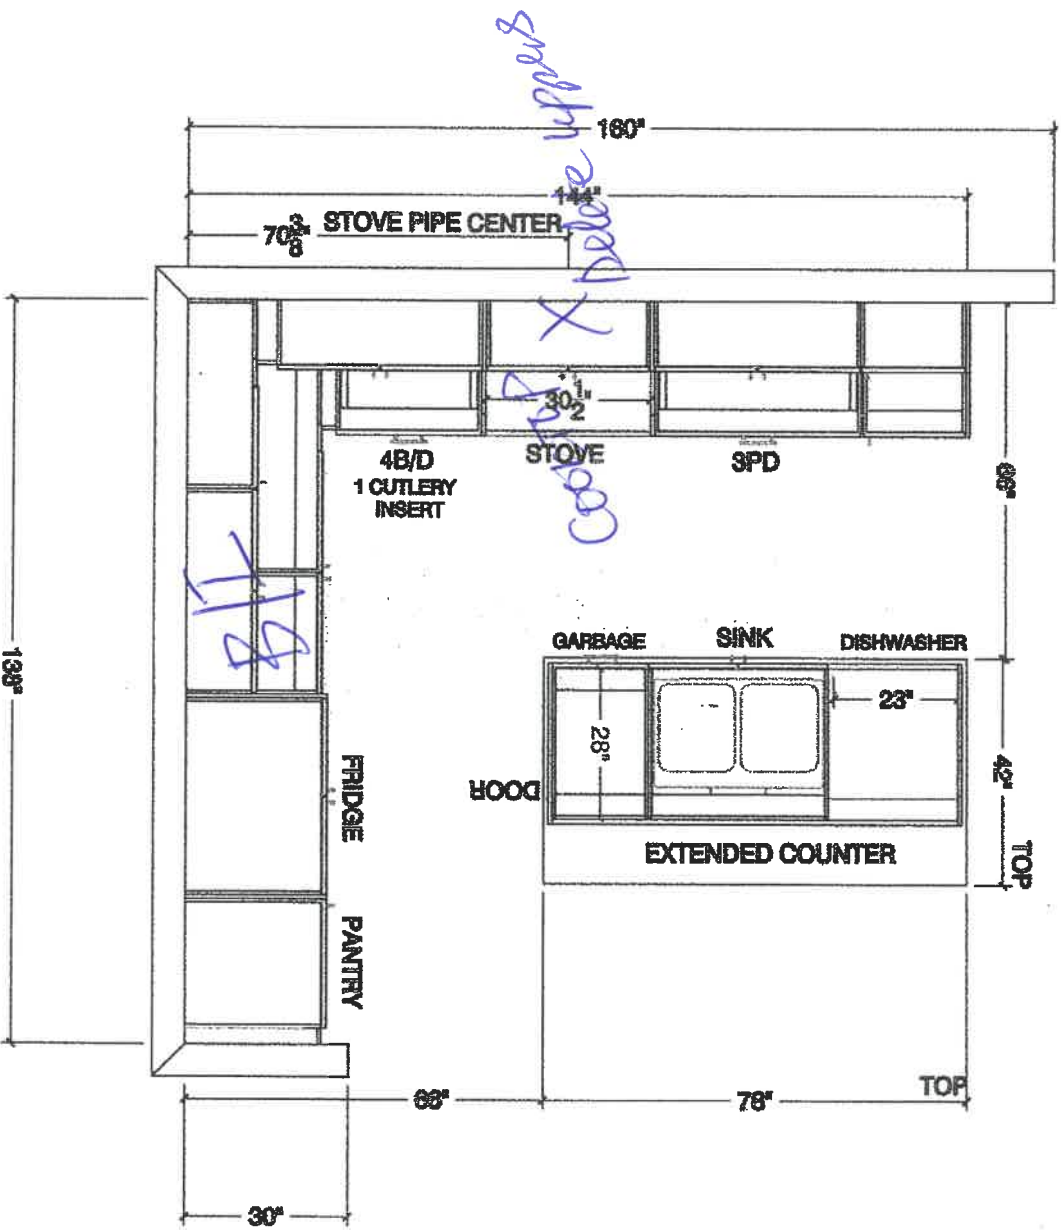 160"
144"
70 3/8" STOVE PIPE CENTER
Cooktop X Delete uppers
30 1/2"
STOVE
4B/D
1 CUTLERY
INSERT
3PD
66"
B/I
GARBAGE
SINK
DISHWASHER
28"
23"
42"
TOP
DOOR
EXTENDED COUNTER
FRIDGE
PANTRY
138"
66"
78"
TOP
30"